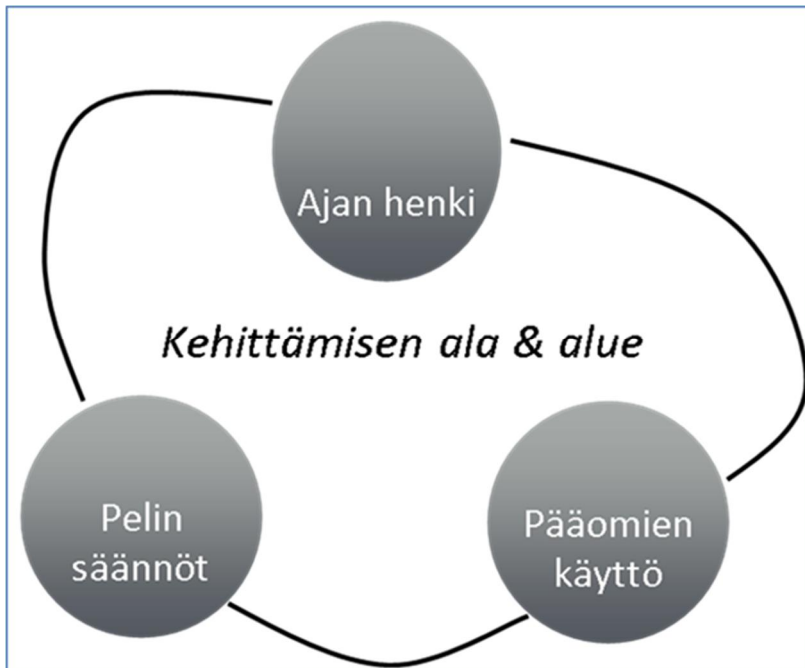 Ajan henki
Kehittämisen ala & alue
Pelin
säännöt
Pääomien
käyttö